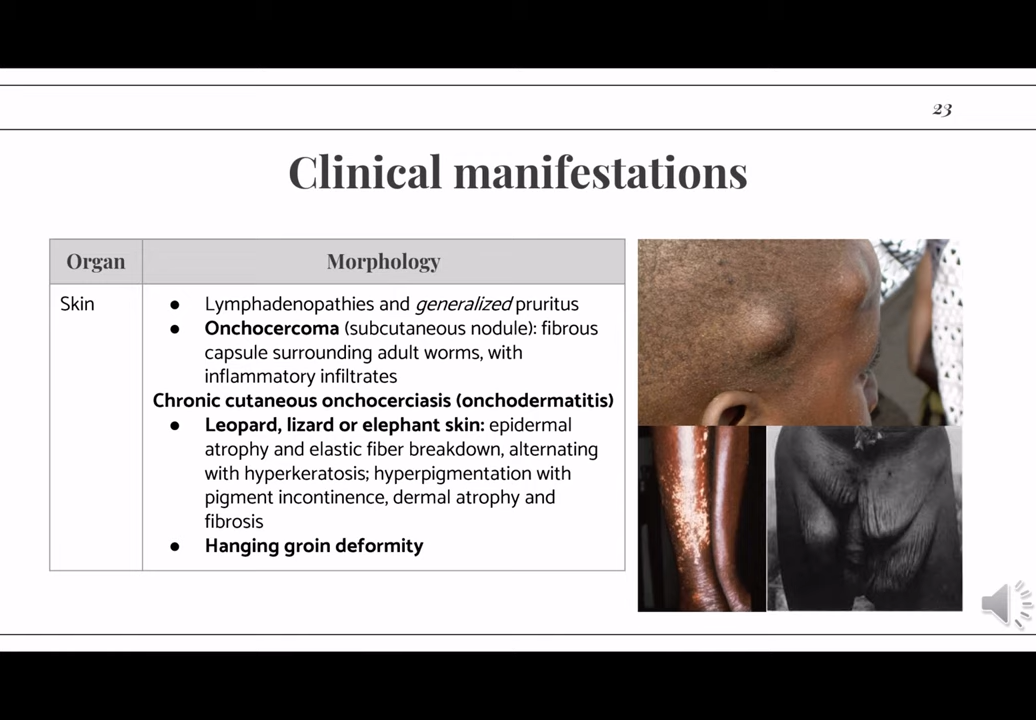 23
Clinical manifestations
Organ
Morphology
Skin
● Lymphadenopathies and generalized pruritus
● Onchocercoma (subcutaneous nodule): fibrous
capsule surrounding adult worms, with
inflammatory infiltrates
Chronic cutaneous onchocerciasis (onchodermatitis)
● Leopard, lizard or elephant skin: epidermal
atrophy and elastic fiber breakdown, alternating
with hyperkeratosis; hyperpigmentation with
pigment incontinence, dermal atrophy and
fibrosis
● Hanging groin deformity